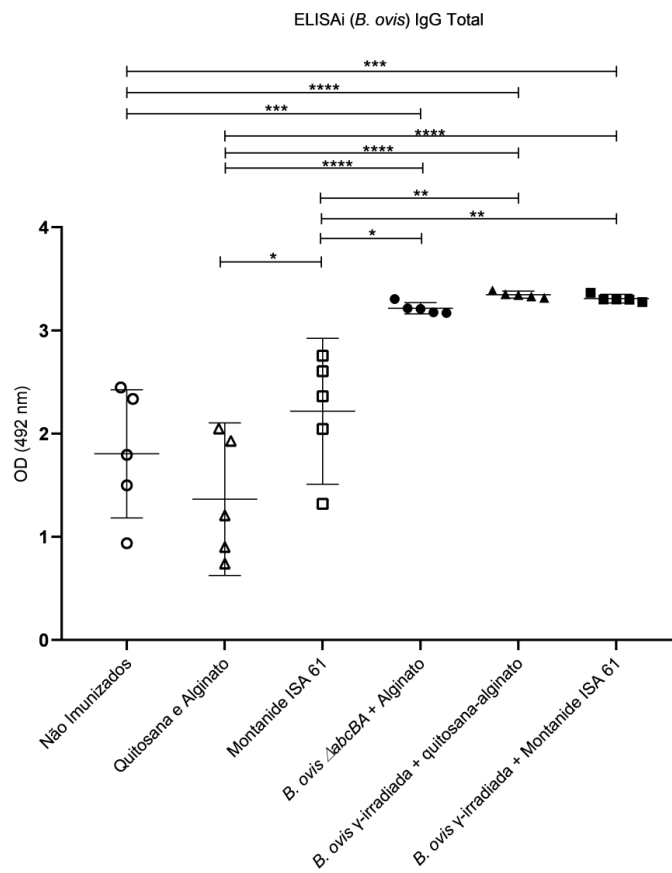 ELISAi (B. ovis) IgG Total
***
****
***
****
****
****
**
**
*
*
4
3
2
1
0
OD (492 nm)
Não Imunizados
Quitosana e Alginato
Montanide ISA 61
B. ovis ΔabcBA + Alginato
B. ovis γ-irradiada + quitosana-alginato
B. ovis γ-irradiada + Montanide ISA 61